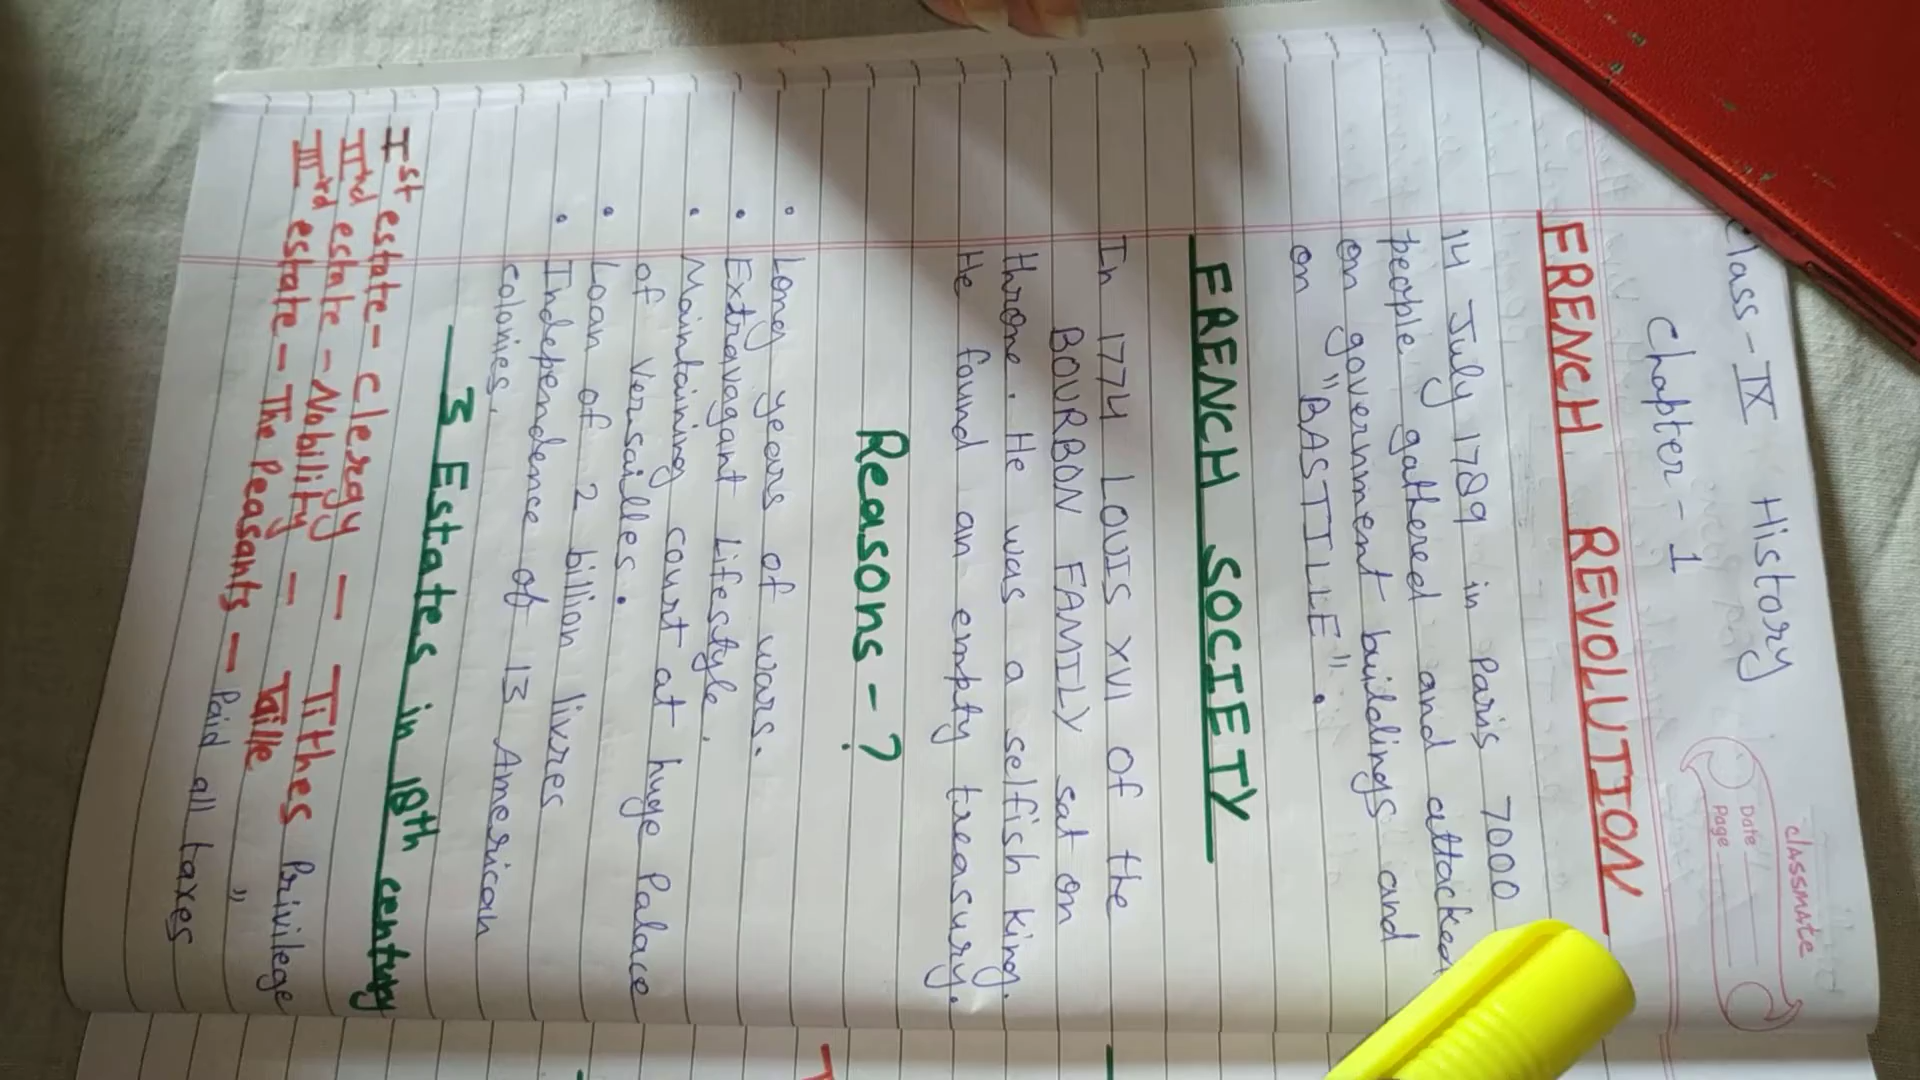 Class - IX History
Chapter - 1
classmate
Date
Page
FRENCH REVOLUTION
14 July 1789 in Paris 7000
people gathered and attacked
on government buildings and
on "BASTILLE".
FRENCH SOCIETY
In 1774 LOUIS XVI of the
BOURBON FAMILY sat on
throne. He was a selfish king.
He found an empty treasury.
Reasons - ?
• Long years of wars.
• Extravagant Lifestyle.
• Maintaining court at huge Palace
of Versailles.
• Loan of 2 billion livres
• Independence of 13 American
colonies.
3 Estates in 18th century
Ist estate - Clergy - Tithes Privilege
IInd estate - Nobility - Taille "
IIIrd estate - The Peasants - Paid all taxes